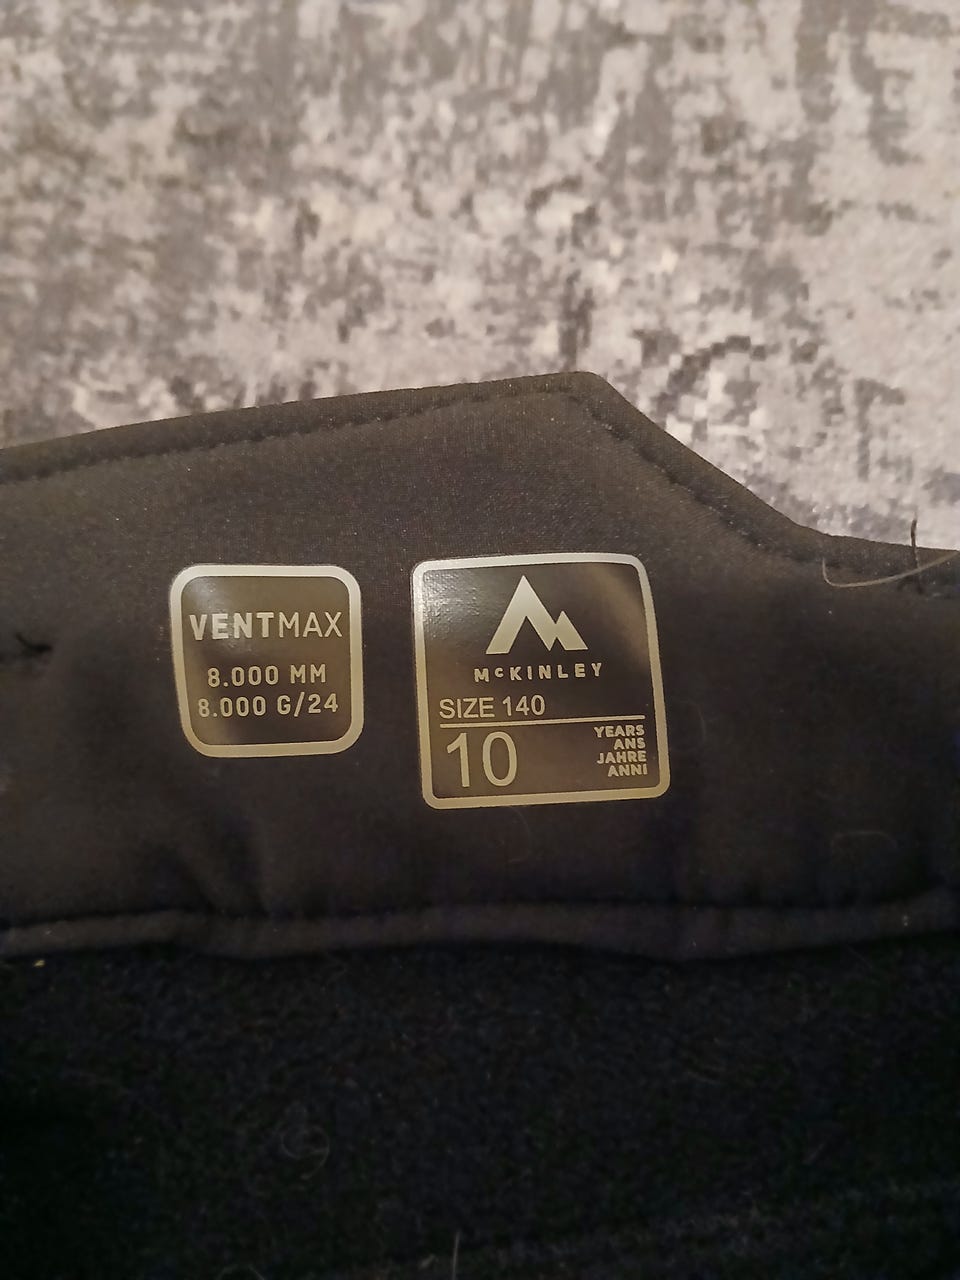 VENTMAX
8.000 MM
8.000 G/24
McKINLEY
SIZE 140
10
YEARS
ANS
JAHRE
ANNI